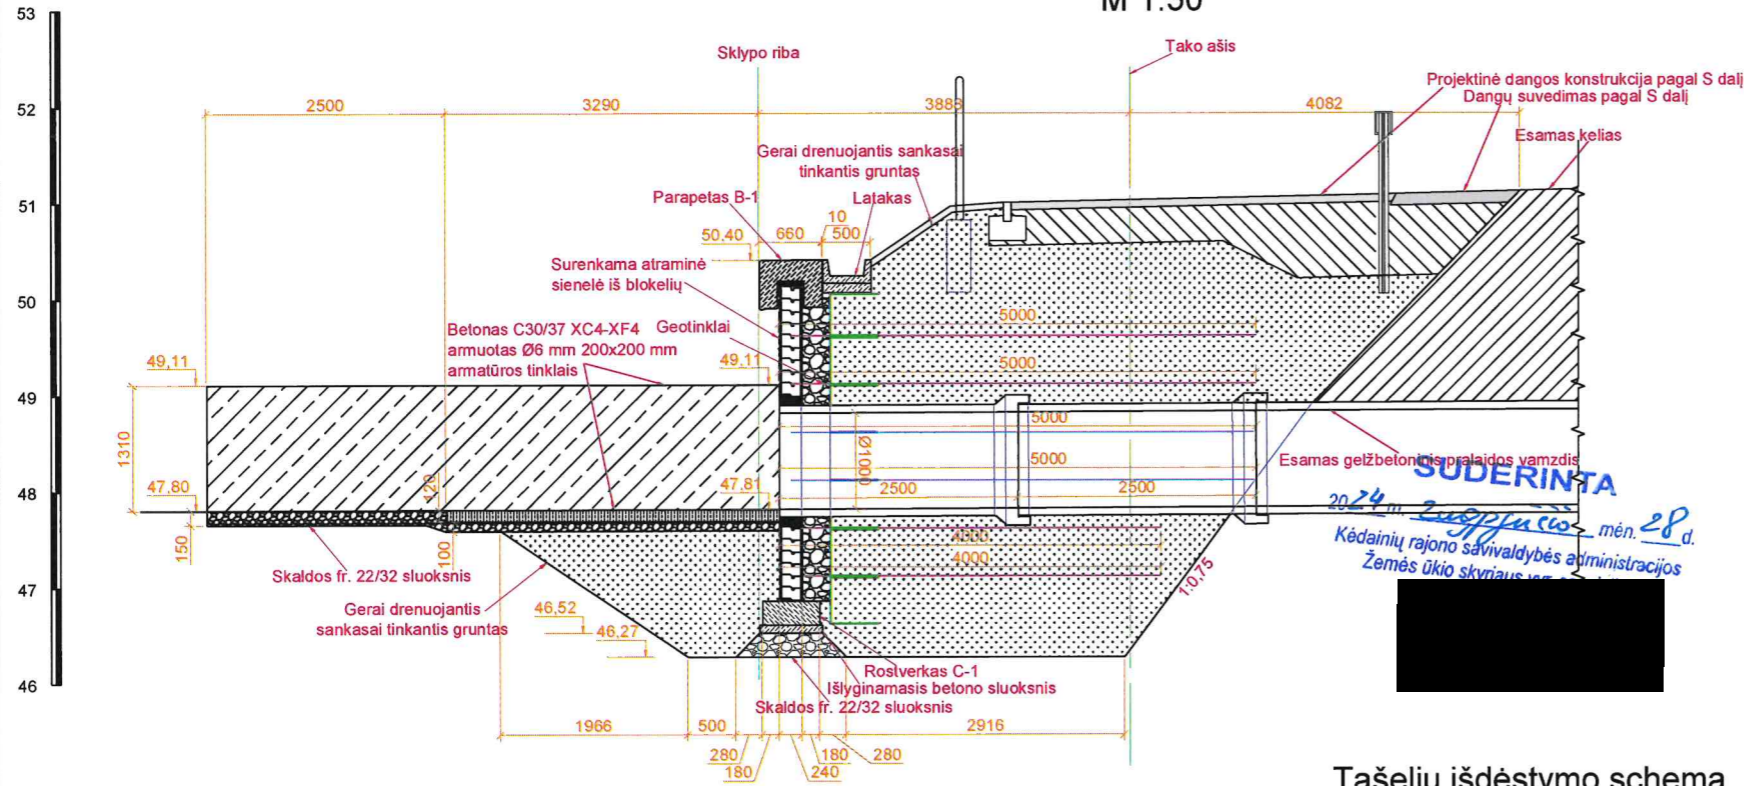 M 1:50
53
52
51
50
49
48
47
46
Sklypo riba
Tako ašis
Projektinė dangos konstrukcija pagal S dalį
Dangų suvedimas pagal S dalį
Esamas kelias
2500
3290
3888
4082
Gerai drenuojantis sankasai
tinkantis gruntas
Parapetas B-1
Latakas
10
660
500
50,40
Surenkama atraminė
sienelė iš blokelių
Betonas C30/37 XC4-XF4
armuotas Ø6 mm 200x200 mm
armatūros tinklais
Geotinklai
5000
5000
49,11
49,11
1310
5000
Ø1000
5000
2500
2500
Esamas gelžbetoninis pralaidos vamzdis
47,80
120
47,81
150
100
4000
4000
1:0,75
Skaldos fr. 22/32 sluoksnis
Gerai drenuojantis
sankasai tinkantis gruntas
46,52
46,27
Rostverkas C-1
Išlyginamasis betono sluoksnis
Skaldos fr. 22/32 sluoksnis
1966
500
2916
280
180
280
180
240
SUDERINTA
2024 m. rugpjūčio mėn. 28 d.
Kėdainių rajono savivaldybės administracijos
Žemės ūkio skyriaus
Tašelių išdėstymo schema